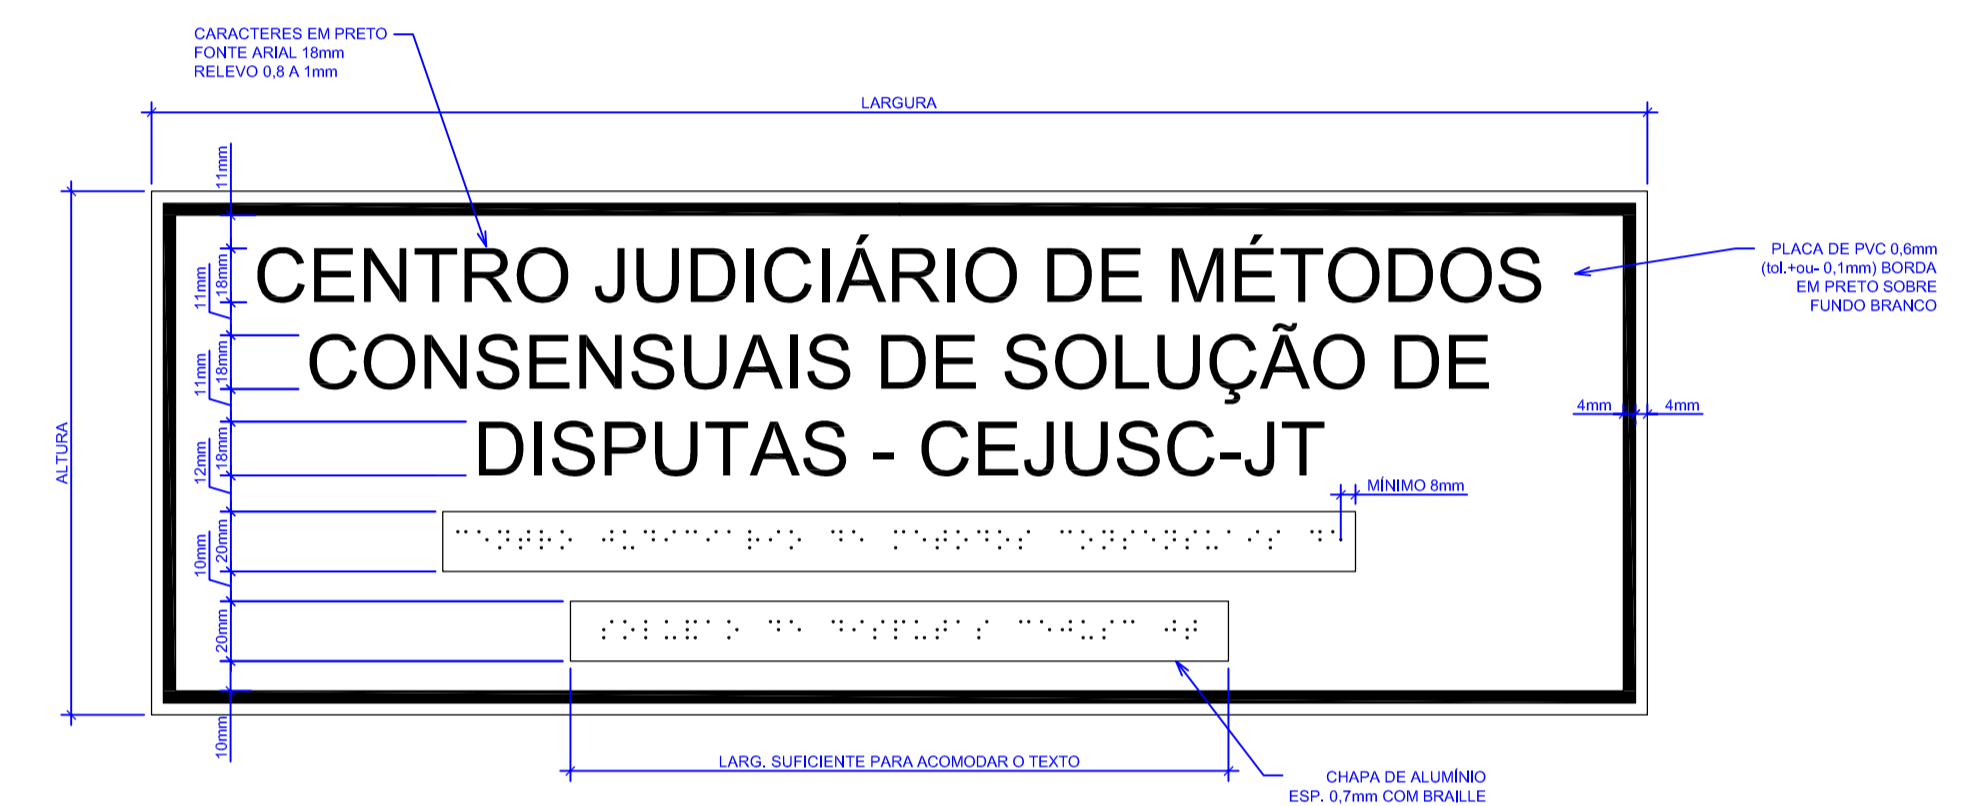 CARACTERES EM PRETO
FONTE ARIAL 18mm
RELEVO 0,8 A 1mm
LARGURA
11mm
CENTRO JUDICIÁRIO DE MÉTODOS
18mm
11mm
PLACA DE PVC 0,6mm
(tol.+ou- 0,1mm) BORDA
EM PRETO SOBRE
FUNDO BRANCO
CONSENSUAIS DE SOLUÇÃO DE
18mm
11mm
4mm
4mm
ALTURA
DISPUTAS - CEJUSC-JT
18mm
12mm
MÍNIMO 8mm
20mm
10mm
20mm
10mm
LARG. SUFICIENTE PARA ACOMODAR O TEXTO
CHAPA DE ALUMÍNIO
ESP. 0,7mm COM BRAILLE